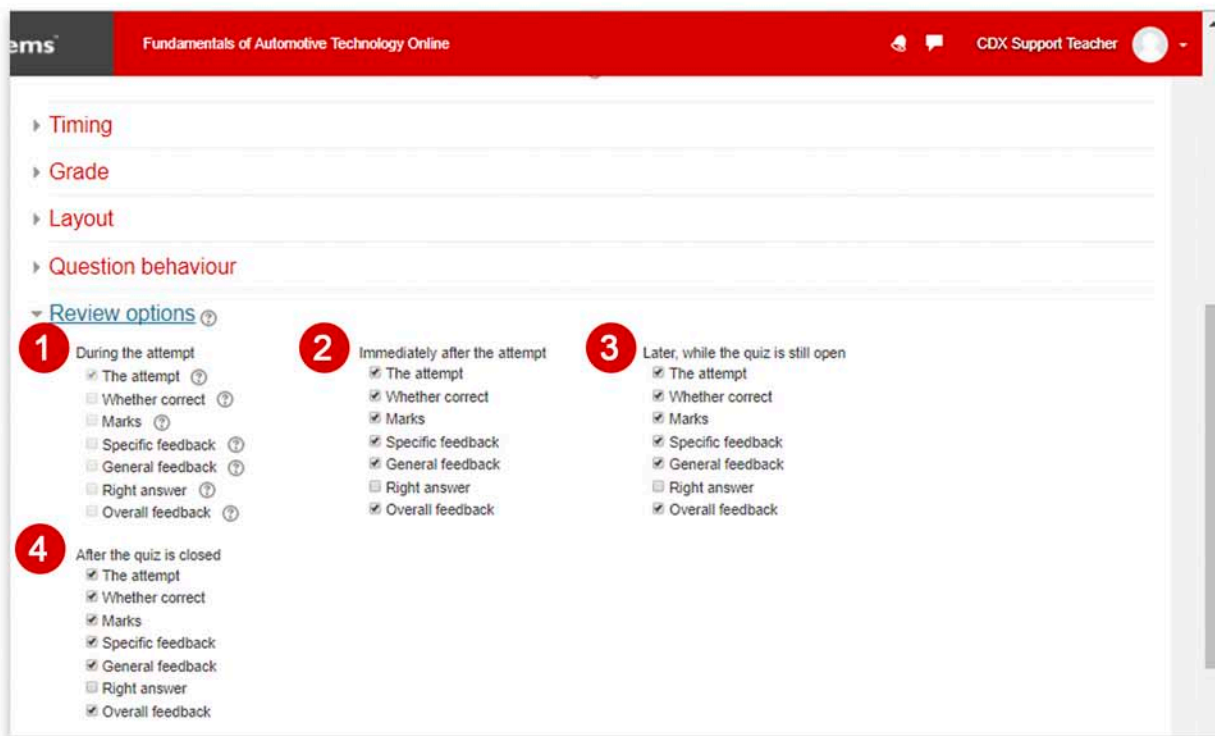 ems
Fundamentals of Automotive Technology Online
CDX Support Teacher
Timing
Grade
Layout
Question behaviour
Review options ?
1
During the attempt
The attempt ?
Whether correct ?
Marks ?
Specific feedback ?
General feedback ?
Right answer ?
Overall feedback ?
2
Immediately after the attempt
The attempt
Whether correct
Marks
Specific feedback
General feedback
Right answer
Overall feedback
3
Later, while the quiz is still open
The attempt
Whether correct
Marks
Specific feedback
General feedback
Right answer
Overall feedback
4
After the quiz is closed
The attempt
Whether correct
Marks
Specific feedback
General feedback
Right answer
Overall feedback